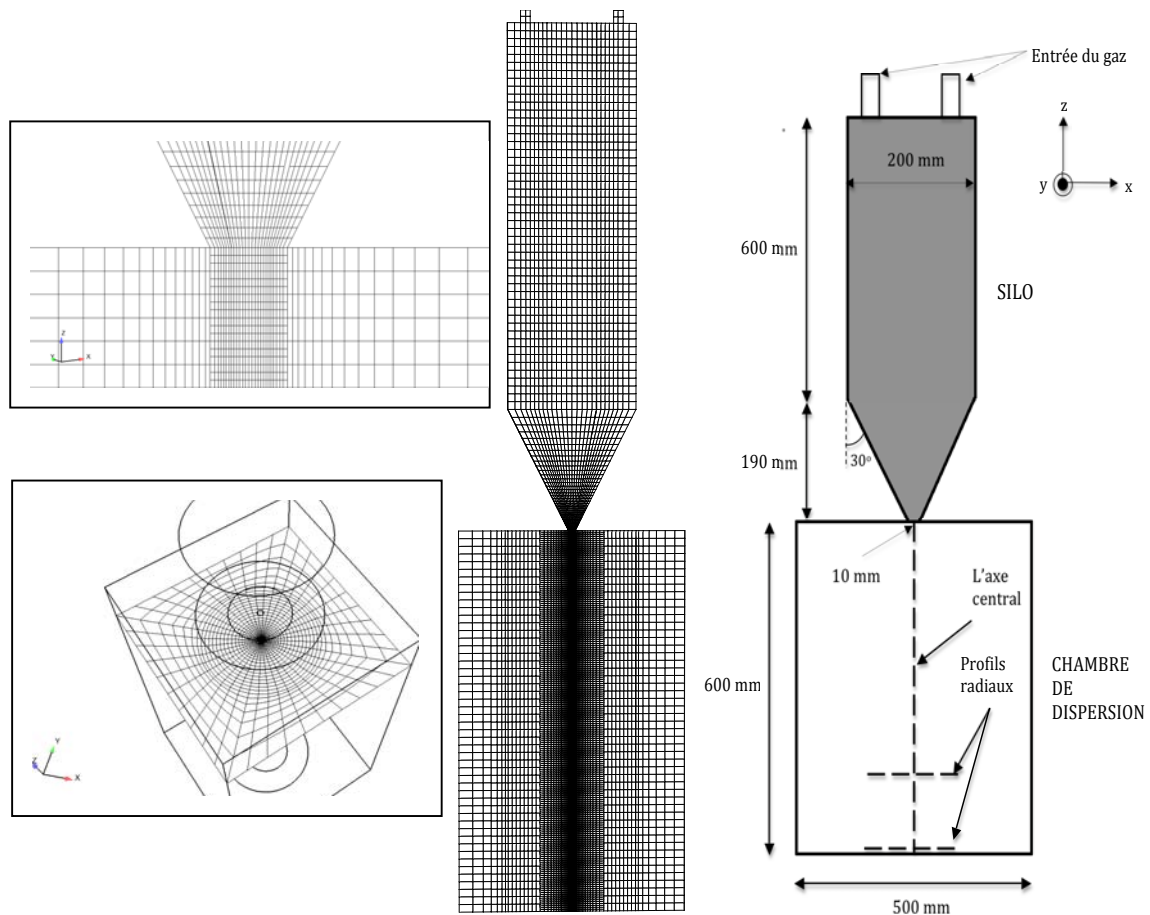 Entrée du gaz
z
y
x
200 mm
600 mm
SILO
190 mm
30°
10 mm
L'axe
central
Profils
radiaux
600 mm
CHAMBRE
DE
DISPERSION
500 mm
Z
Y
X
Y
Z
X